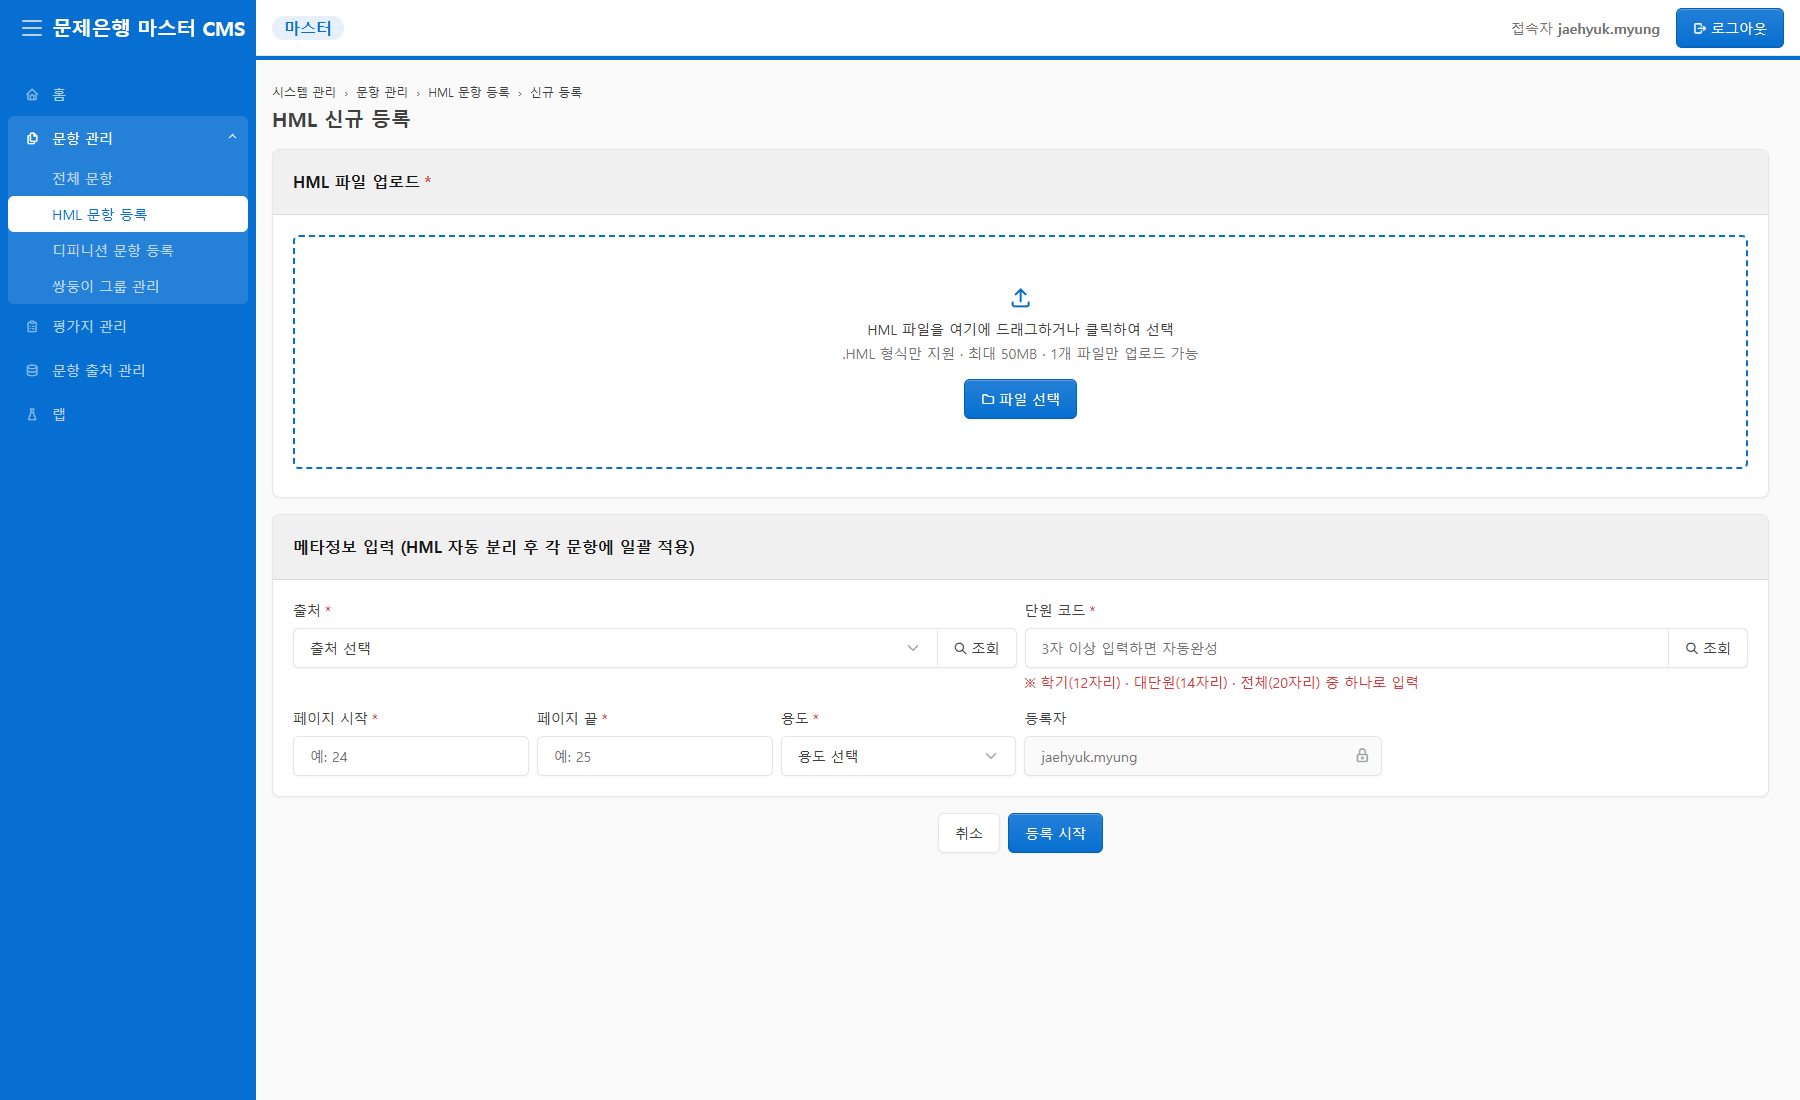 문제은행 마스터 CMS
마스터
접속자 jaehyuk.myung
로그아웃
홈
문항 관리
전체 문항
HML 문항 등록
디피니션 문항 등록
쌍둥이 그룹 관리
평가지 관리
문항 출처 관리
랩
시스템 관리 › 문항 관리 › HML 문항 등록 › 신규 등록
HML 신규 등록
HML 파일 업로드 *
HML 파일을 여기에 드래그하거나 클릭하여 선택
.HML 형식만 지원 · 최대 50MB · 1개 파일만 업로드 가능
파일 선택
메타정보 입력 (HML 자동 분리 후 각 문항에 일괄 적용)
출처 *
출처 선택
조회
단원 코드 *
3자 이상 입력하면 자동완성
조회
※ 학기(12자리) · 대단원(14자리) · 전체(20자리) 중 하나로 입력
페이지 시작 *
예: 24
페이지 끝 *
예: 25
용도 *
용도 선택
등록자
jaehyuk.myung
취소
등록 시작